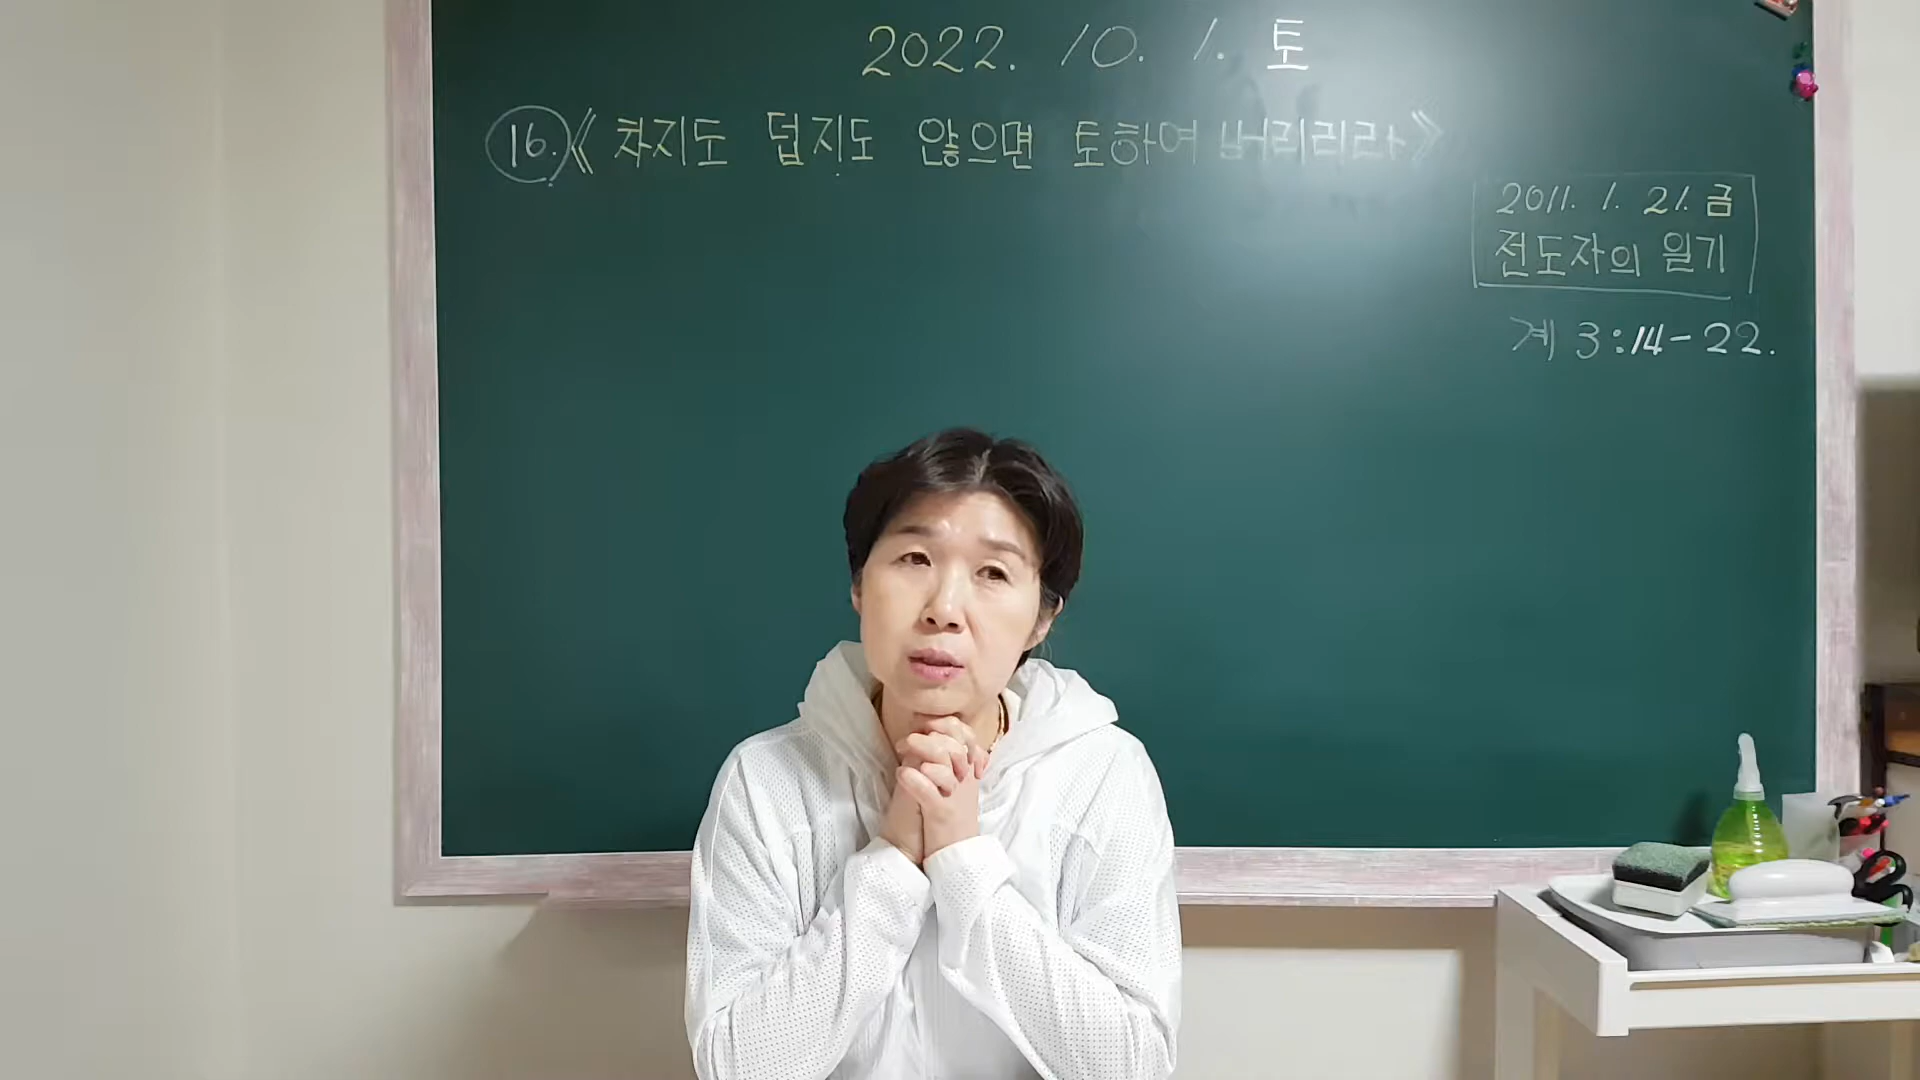 2022. 10. 1. 토
16. 《 차지도 덥지도 않으면 토하여 버리리라 》
2011. 1. 21. 금
전도자의 일기
계 3:14-22.